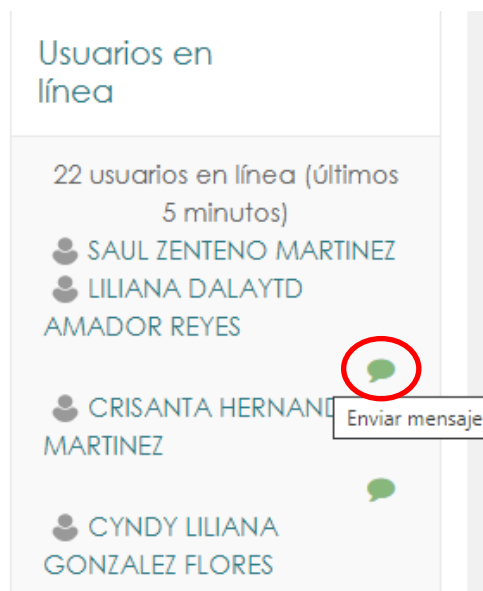 Usuarios en
línea
22 usuarios en línea (últimos
5 minutos)
SAUL ZENTENO MARTINEZ
LILIANA DALAYTD
AMADOR REYES
CRISANTA HERNAND
Enviar mensaje
MARTINEZ
CYNDY LILIANA
GONZALEZ FLORES